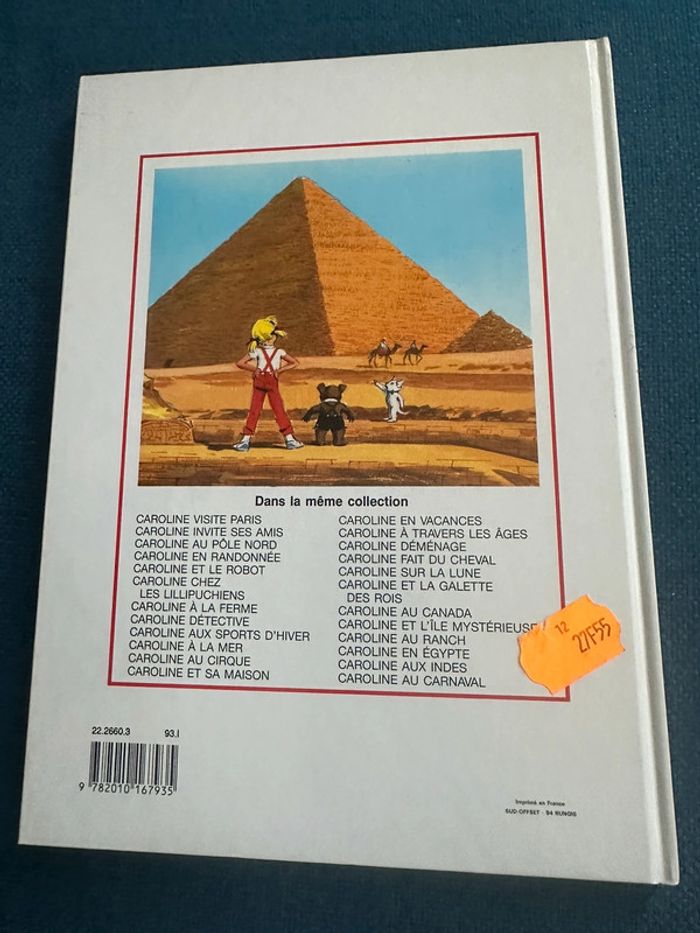 Dans la même collection
CAROLINE VISITE PARIS
CAROLINE INVITE SES AMIS
CAROLINE AU PÔLE NORD
CAROLINE EN RANDONNÉE
CAROLINE ET LE ROBOT
CAROLINE CHEZ
LES LILLIPUCHIENS
CAROLINE À LA FERME
CAROLINE DÉTECTIVE
CAROLINE AUX SPORTS D'HIVER
CAROLINE À LA MER
CAROLINE AU CIRQUE
CAROLINE ET SA MAISON
CAROLINE EN VACANCES
CAROLINE À TRAVERS LES ÂGES
CAROLINE DÉMÉNAGE
CAROLINE FAIT DU CHEVAL
CAROLINE SUR LA LUNE
CAROLINE ET LA GALETTE
DES ROIS
CAROLINE AU CANADA
CAROLINE ET L'ÎLE MYSTÉRIEUSE
CAROLINE AU RANCH
CAROLINE EN ÉGYPTE
CAROLINE AUX INDES
CAROLINE AU CARNAVAL
12
27F55
22.2660.3 93.I
9 782010 167935
Imprimé en France
SUD OFFSET - 94 RUNGIS